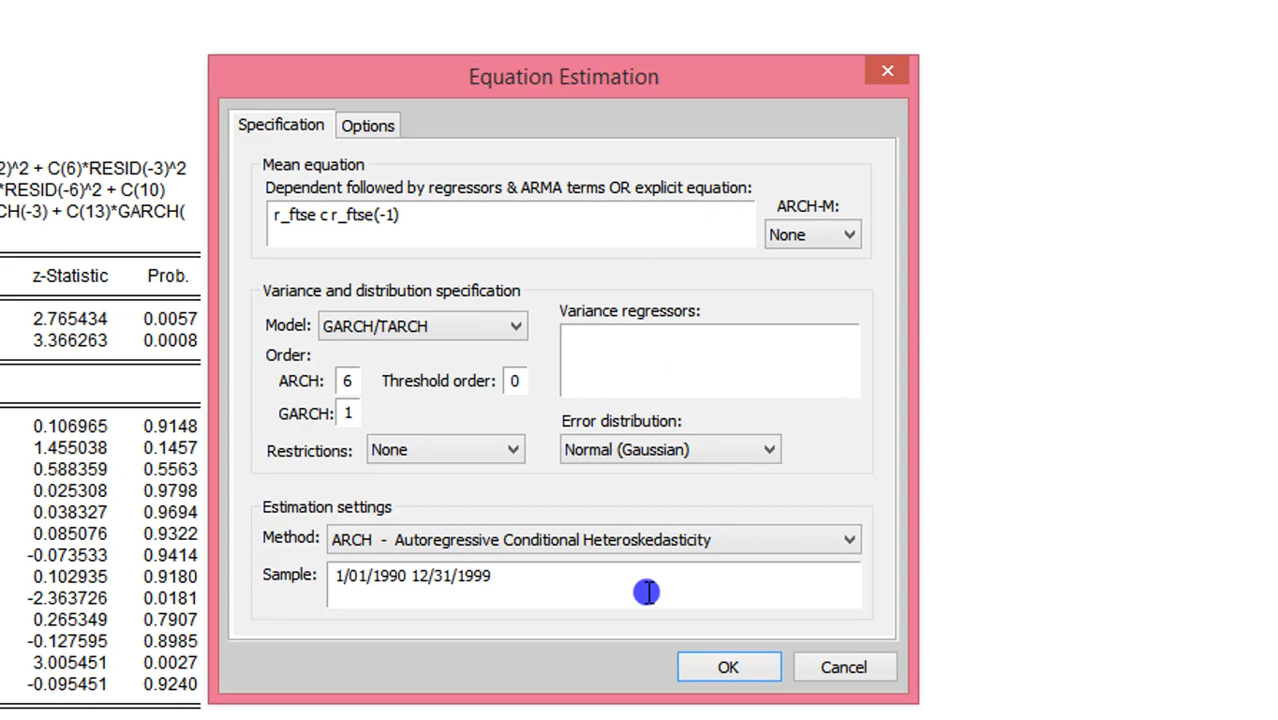 Equation Estimation
Specification
Options
Mean equation
Dependent followed by regressors & ARMA terms OR explicit equation:
r_ftse c r_ftse(-1)
ARCH-M:
None
Variance and distribution specification
Model: GARCH/TARCH
Order:
ARCH: 6 Threshold order: 0
GARCH: 1
Restrictions: None
Variance regressors:
Error distribution:
Normal (Gaussian)
Estimation settings
Method: ARCH - Autoregressive Conditional Heteroskedasticity
Sample: 1/01/1990 12/31/1999
OK
Cancel
2)^2 + C(6)*RESID(-3)^2
*RESID(-6)^2 + C(10)
CH(-3) + C(13)*GARCH(
z-Statistic Prob.
2.765434 0.0057
3.366263 0.0008
0.106965 0.9148
1.455038 0.1457
0.588359 0.5563
0.025308 0.9798
0.038327 0.9694
0.085076 0.9322
-0.073533 0.9414
0.102935 0.9180
-2.363726 0.0181
0.265349 0.7907
-0.127595 0.8985
3.005451 0.0027
-0.095451 0.9240